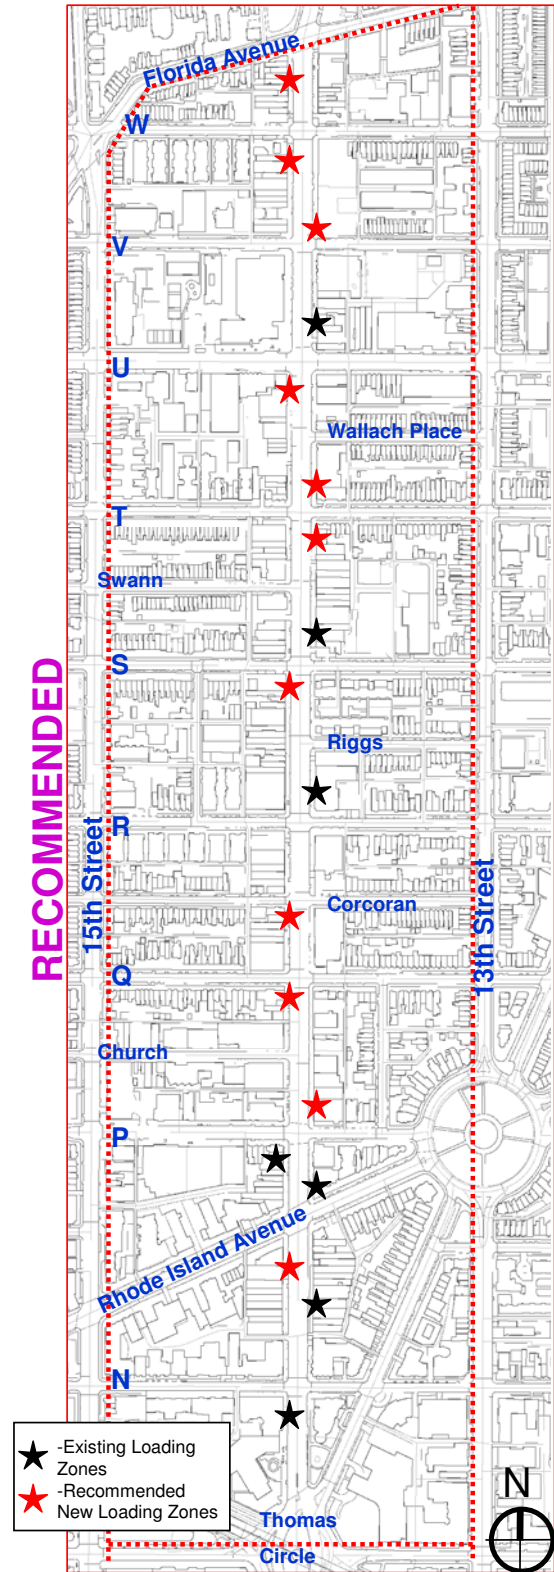 Florida Avenue
W
V
U
Wallach Place
T
Swann
S
RECOMMENDED
Riggs
R
15th Street
13th Street
Corcoran
Q
Church
P
Rhode Island Avenue
N
-Existing Loading
Zones
-Recommended
New Loading Zones
Thomas
Circle
N